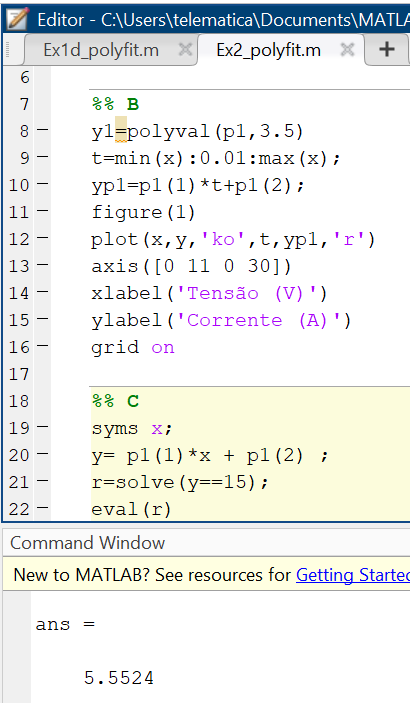 Editor - C:\Users\telematica\Documents\MATLA
Ex1d_polyfit.m Ex2_polyfit.m +
6
7 %% B
8 - y1=polyval(p1,3.5)
9 - t=min(x):0.01:max(x);
10 - yp1=p1(1)*t+p1(2);
11 - figure(1)
12 - plot(x,y,'ko',t,yp1,'r')
13 - axis([0 11 0 30])
14 - xlabel('Tensão (V)')
15 - ylabel('Corrente (A)')
16 - grid on
17
18 %% C
19 - syms x;
20 - y= p1(1)*x + p1(2) ;
21 - r=solve(y==15);
22 - eval(r)
Command Window
New to MATLAB? See resources for Getting Started
ans =
5.5524